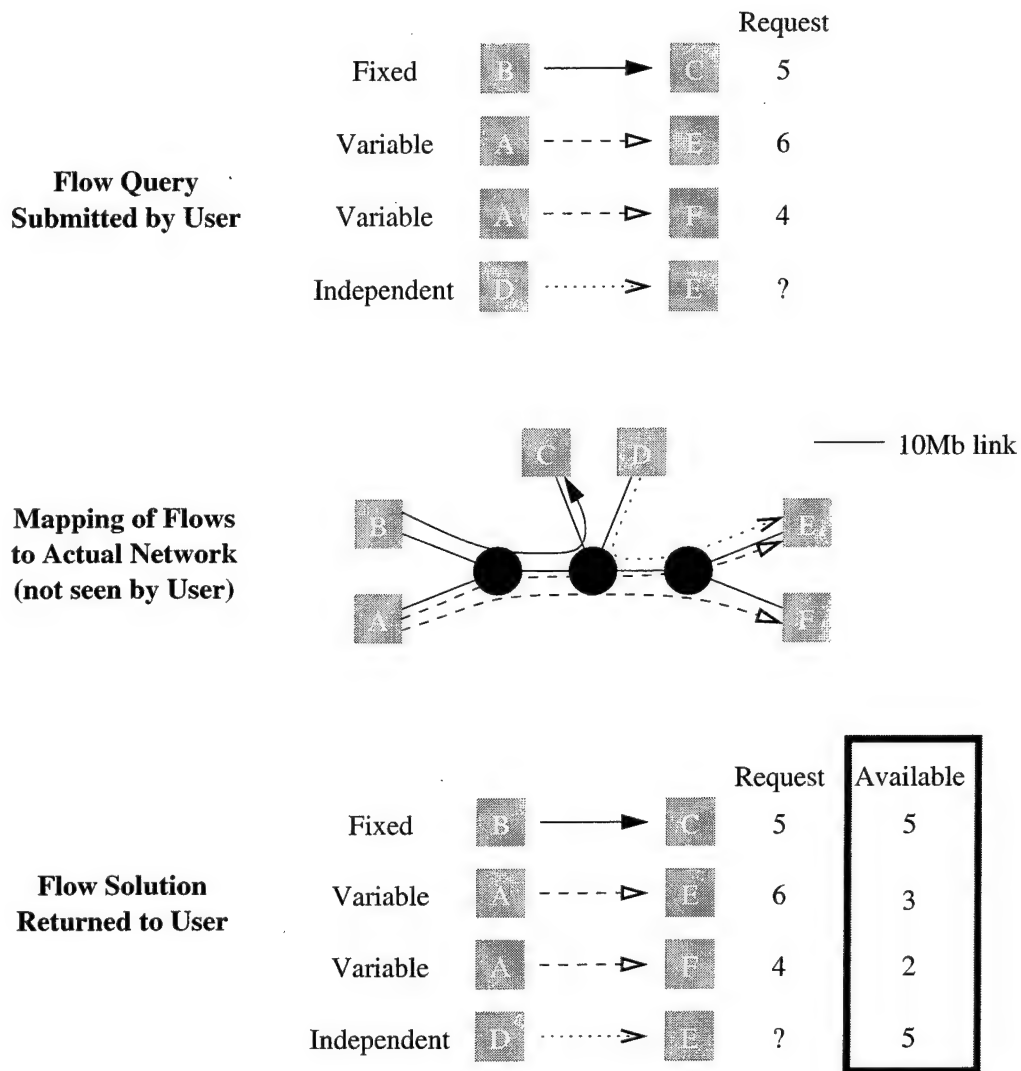 Request
Fixed B C 5
Variable A E 6
Flow Query
Submitted by User
Variable A F 4
Independent D E ?
C D
10Mb link
Mapping of Flows
to Actual Network
(not seen by User)
B E
A F
Request Available
Fixed B C 5 5
Flow Solution
Returned to User
Variable A E 6 3
Variable A F 4 2
Independent D E ? 5